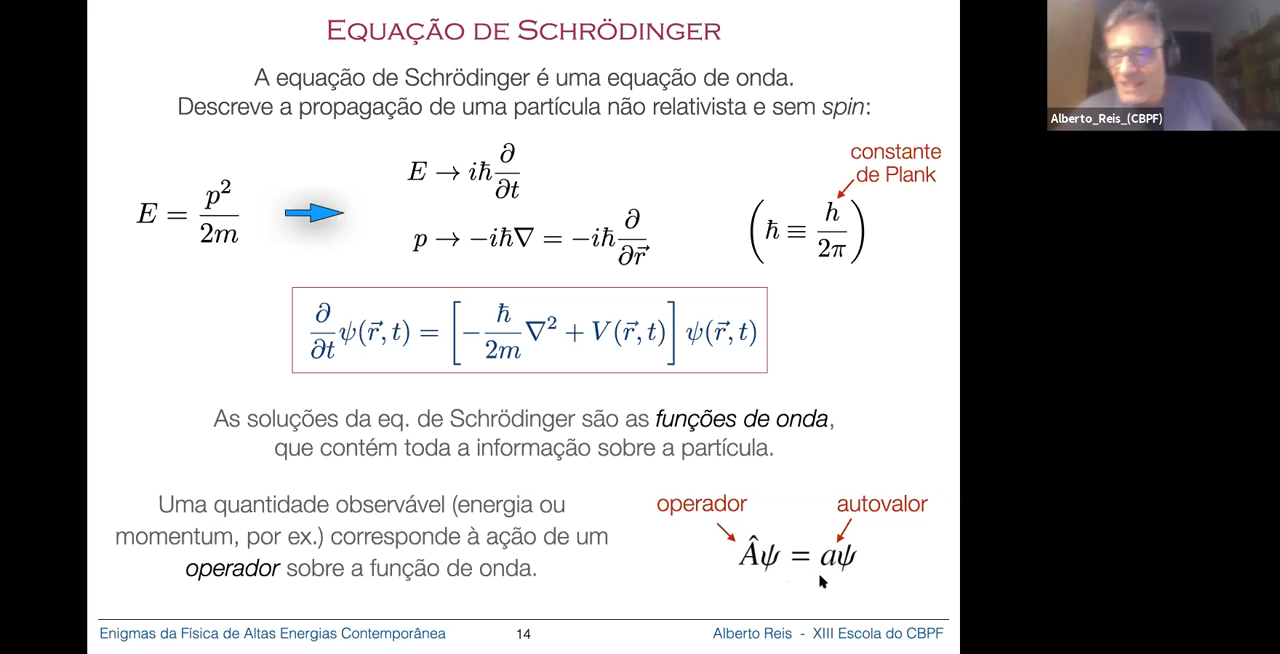 EQUAÇÃO DE SCHRÖDINGER
A equação de Schrödinger é uma equação de onda.
Descreve a propagação de uma partícula não relativista e sem spin:
E = p²/2m
E → iℏ ∂/∂t
p → −iℏ∇ = −iℏ ∂/∂r⃗
constante
de Plank
(ℏ ≡ h/2π)
∂/∂t ψ(r⃗, t) = [−ℏ/2m ∇² + V(r⃗, t)] ψ(r⃗, t)
As soluções da eq. de Schrödinger são as funções de onda,
que contém toda a informação sobre a partícula.
Uma quantidade observável (energia ou
momentum, por ex.) corresponde à ação de um
operador sobre a função de onda.
operador autovalor
Âψ = aψ
Enigmas da Física de Altas Energias Contemporânea 14 Alberto Reis - XIII Escola do CBPF
Alberto_Reis_(CBPF)